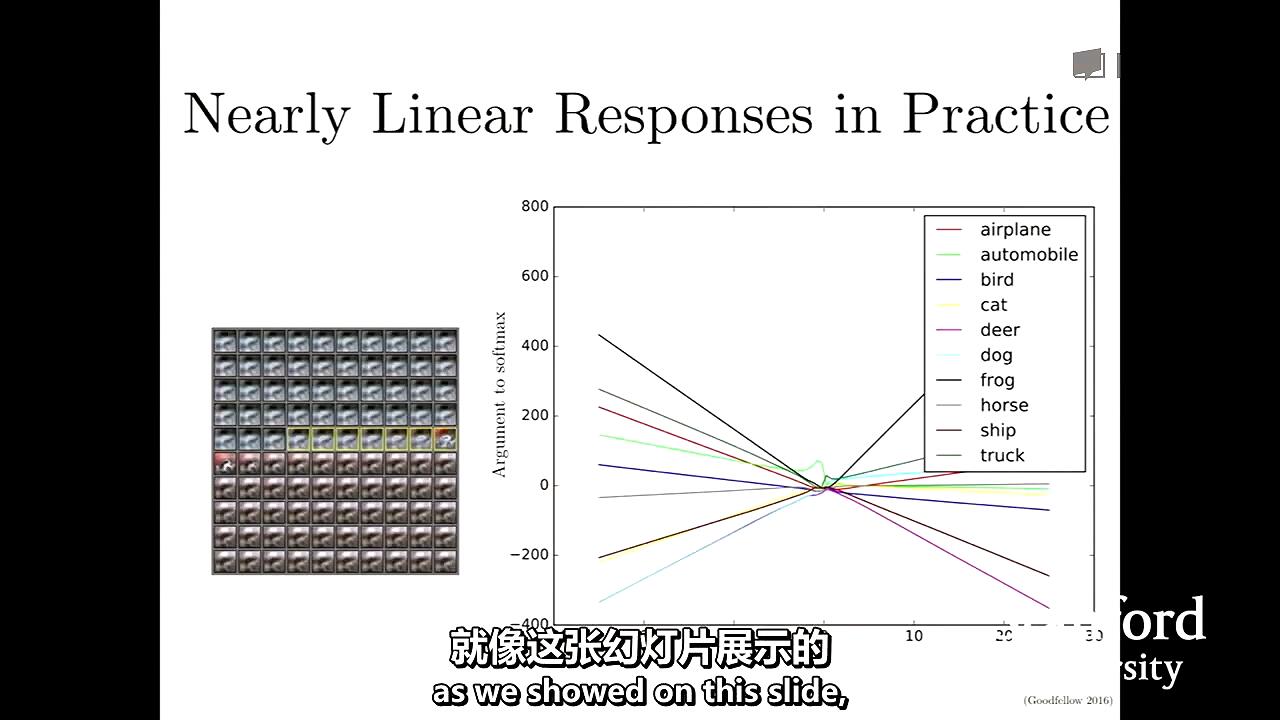 Nearly Linear Responses in Practice
800
600
400
200
0
−200
−400
Argument to softmax
airplane
automobile
bird
cat
deer
dog
frog
horse
ship
truck
10
20
30
就像这张幻灯片展示的
as we showed on this slide,
ford
rsity
(Goodfellow 2016)